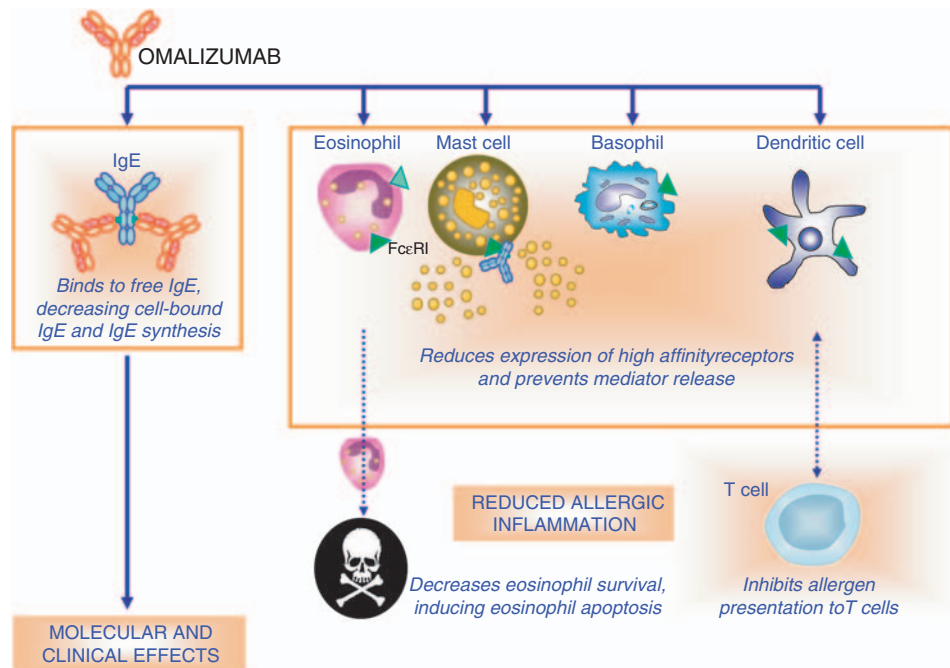 OMALIZUMAB
IgE
Binds to free IgE,
decreasing cell-bound
IgE and IgE synthesis
MOLECULAR AND
CLINICAL EFFECTS
Eosinophil
Mast cell
Basophil
Dendritic cell
FcεRI
Reduces expression of high affinityreceptors
and prevents mediator release
REDUCED ALLERGIC
INFLAMMATION
Decreases eosinophil survival,
inducing eosinophil apoptosis
T cell
Inhibits allergen
presentation toT cells